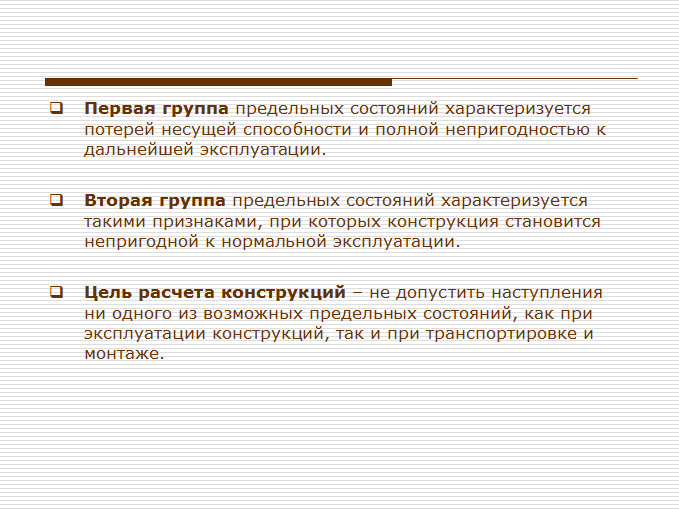 Первая группа предельных состояний характеризуется
потерей несущей способности и полной непригодностью к
дальнейшей эксплуатации.
Вторая группа предельных состояний характеризуется
такими признаками, при которых конструкция становится
непригодной к нормальной эксплуатации.
Цель расчета конструкций – не допустить наступления
ни одного из возможных предельных состояний, как при
эксплуатации конструкций, так и при транспортировке и
монтаже.